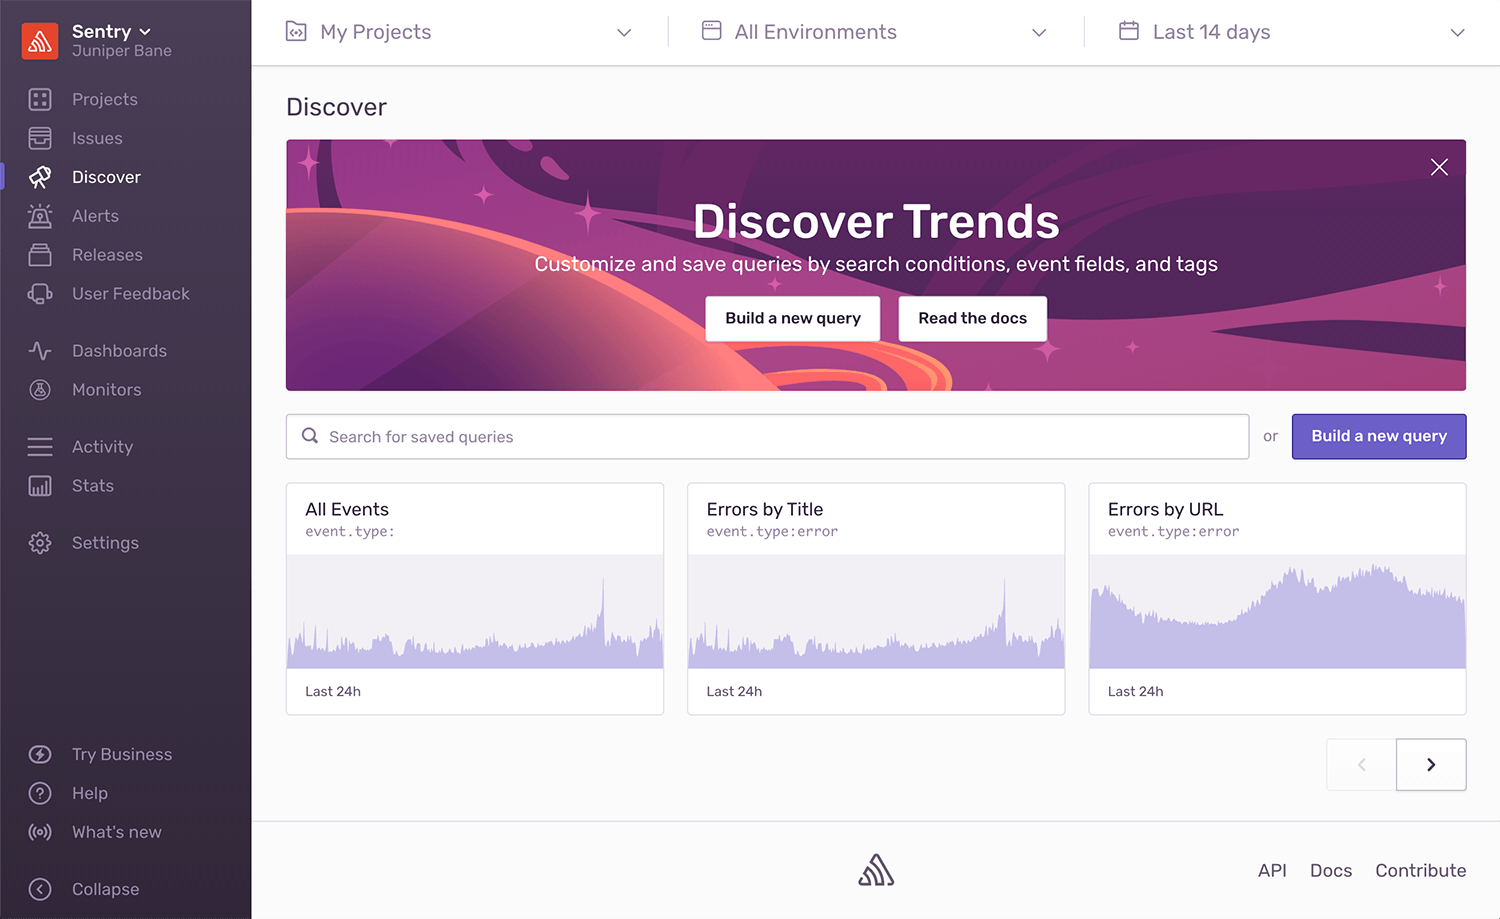 Sentry
Juniper Bane
Projects
Issues
Discover
Alerts
Releases
User Feedback
Dashboards
Monitors
Activity
Stats
Settings
Try Business
Help
What's new
Collapse
My Projects
All Environments
Last 14 days
Discover
Discover Trends
Customize and save queries by search conditions, event fields, and tags
Build a new query
Read the docs
Search for saved queries
or
Build a new query
All Events
event.type:
Last 24h
Errors by Title
event.type:error
Last 24h
Errors by URL
event.type:error
Last 24h
API
Docs
Contribute